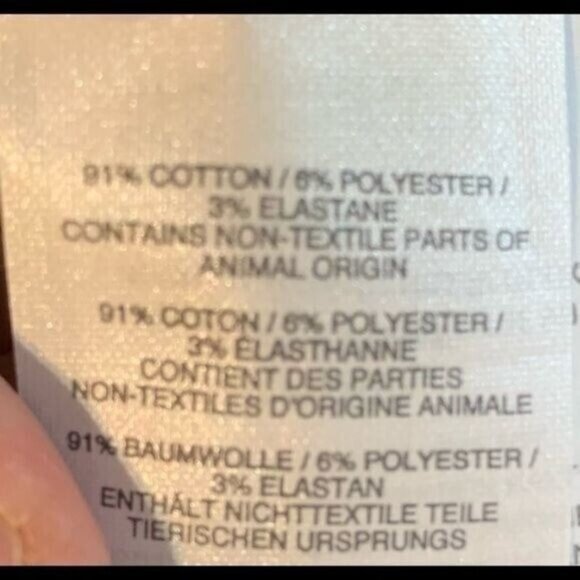 91% COTTON / 6% POLYESTER /
3% ELASTANE
CONTAINS NON-TEXTILE PARTS OF
ANIMAL ORIGIN
91% COTON / 6% POLYESTER /
3% ELASTHANNE
CONTIENT DES PARTIES
NON-TEXTILES D'ORIGINE ANIMALE
91% BAUMWOLLE / 6% POLYESTER /
3% ELASTAN
ENTHÄLT NICHTTEXTILE TEILE
TIERISCHEN URSPRUNGS